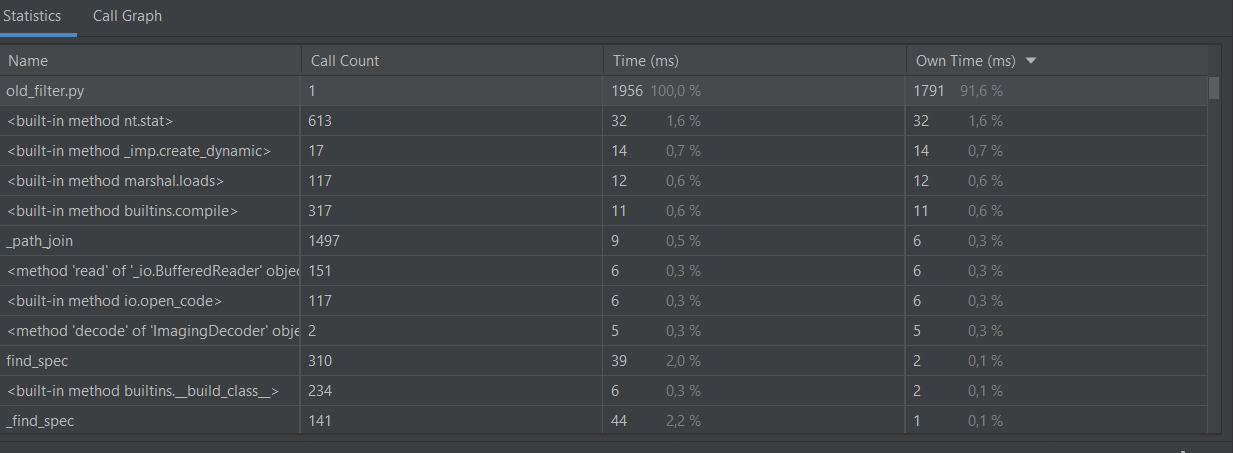 Statistics Call Graph
Name Call Count Time (ms) Own Time (ms)
old_filter.py 1 1956 100,0 % 1791 91,6 %
<built-in method nt.stat> 613 32 1,6 % 32 1,6 %
<built-in method _imp.create_dynamic> 17 14 0,7 % 14 0,7 %
<built-in method marshal.loads> 117 12 0,6 % 12 0,6 %
<built-in method builtins.compile> 317 11 0,6 % 11 0,6 %
_path_join 1497 9 0,5 % 6 0,3 %
<method 'read' of '_io.BufferedReader' objec 151 6 0,3 % 6 0,3 %
<built-in method io.open_code> 117 6 0,3 % 6 0,3 %
<method 'decode' of 'ImagingDecoder' obje 2 5 0,3 % 5 0,3 %
find_spec 310 39 2,0 % 2 0,1 %
<built-in method builtins.__build_class__> 234 6 0,3 % 2 0,1 %
_find_spec 141 44 2,2 % 1 0,1 %